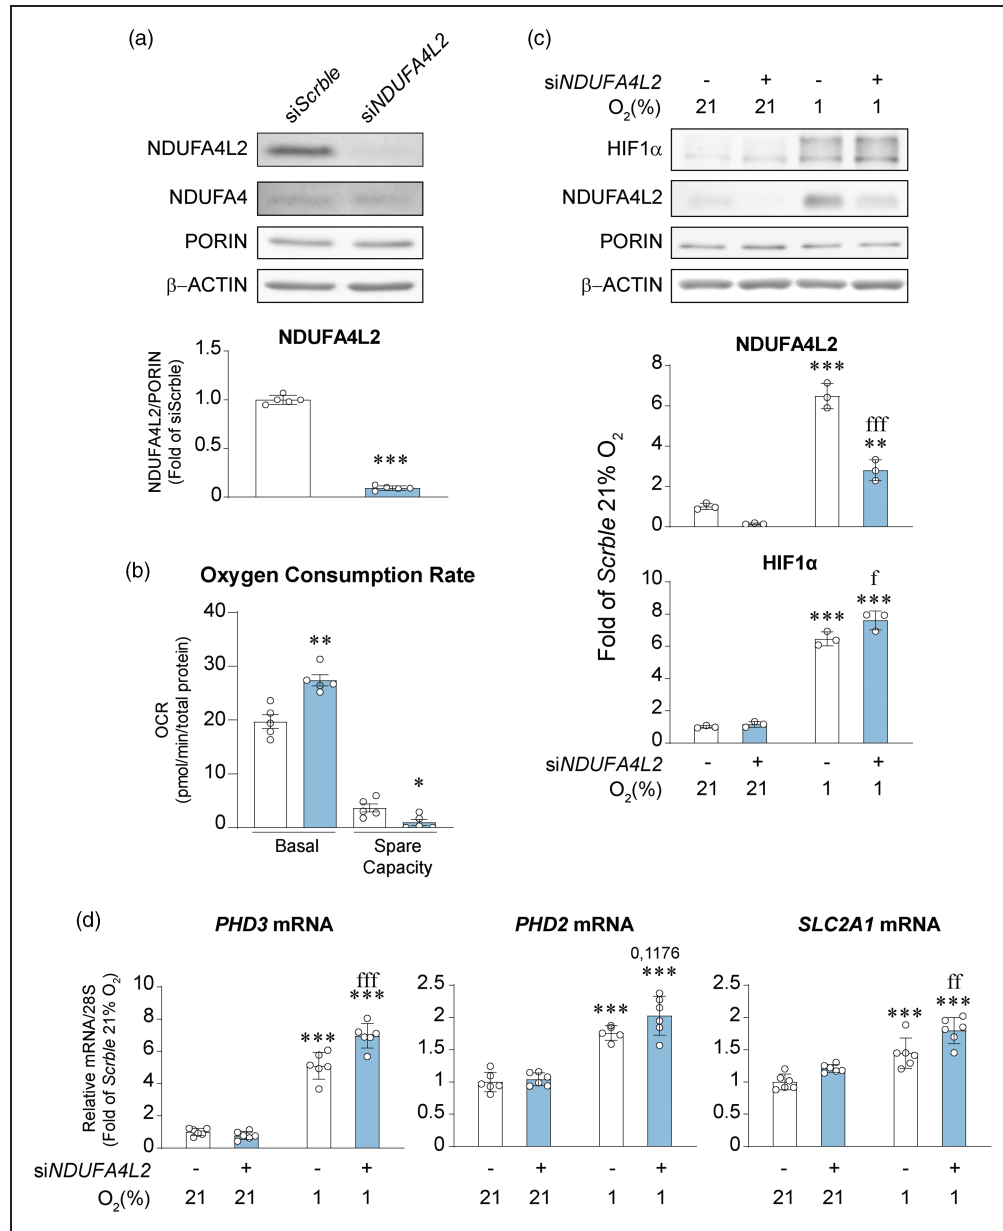 (a)
siScrble siNDUFA4L2
NDUFA4L2
NDUFA4
PORIN
β–ACTIN
NDUFA4L2
NDUFA4L2/PORIN
(Fold of siScrble)
1.5
1.0
0.5
0
***
(b)
Oxygen Consumption Rate
OCR
(pmol/min/total protein)
40
30
20
10
0
**
*
Basal Spare
Capacity
(c)
siNDUFA4L2 - + - +
O2(%) 21 21 1 1
HIF1α
NDUFA4L2
PORIN
β–ACTIN
Fold of Scrble 21% O2
NDUFA4L2
8
6
4
2
0
***
fff
**
HIF1α
10
8
6
4
2
0
***
f
***
siNDUFA4L2 - + - +
O2(%) 21 21 1 1
(d)
PHD3 mRNA
Relative mRNA/28S
(Fold of Scrble 21% O2)
10
8
6
4
2
0
***
fff
***
PHD2 mRNA
2.5
2
1.5
1
0.5
0
***
0,1176
***
SLC2A1 mRNA
2.5
2
1.5
1
0.5
0
***
ff
***
siNDUFA4L2 - + - + - + - + - + - +
O2(%) 21 21 1 1 21 21 1 1 21 21 1 1